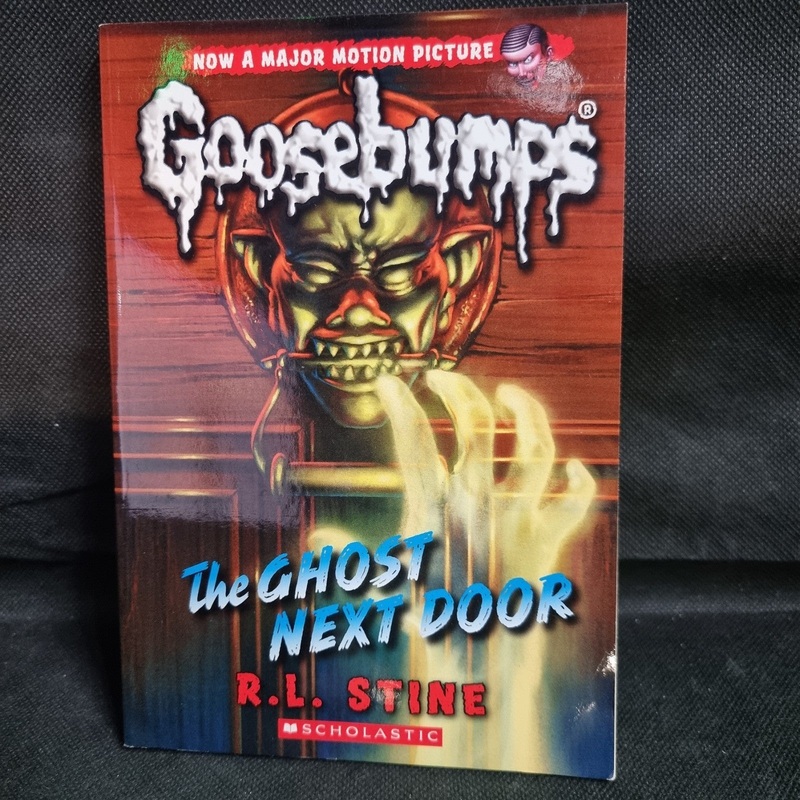 NOW A MAJOR MOTION PICTURE
Goosebumps®
The GHOST
NEXT DOOR
R.L. STINE
SCHOLASTIC